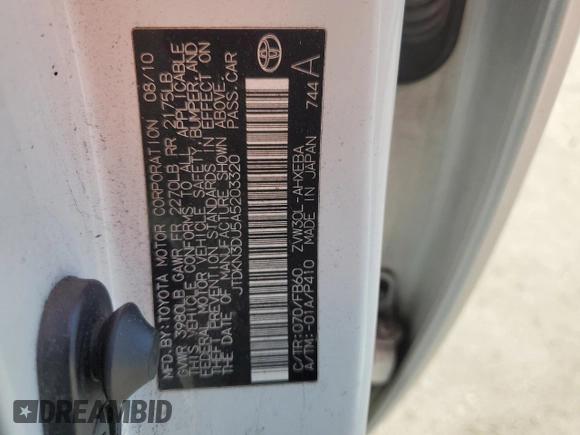 MFD.BY:TOYOTA MOTOR CORPORATION 08/10
GVWR 3980LB GAWR FR 2270LB RR 2175LB
THIS VEHICLE CONFORMS TO ALL APPLICABLE
FEDERAL MOTOR VEHICLE SAFETY, BUMPER, AND
THEFT PREVENTION STANDARDS IN EFFECT ON
THE DATE OF MANUFACTURE SHOWN ABOVE.
JTDKN3DU5A5203320 PASS.CAR
C/TR:070/FB60 ZVW30L-AHXEBA
A/TM:-01A/P410 MADE IN JAPAN 744 A
DREAMBID